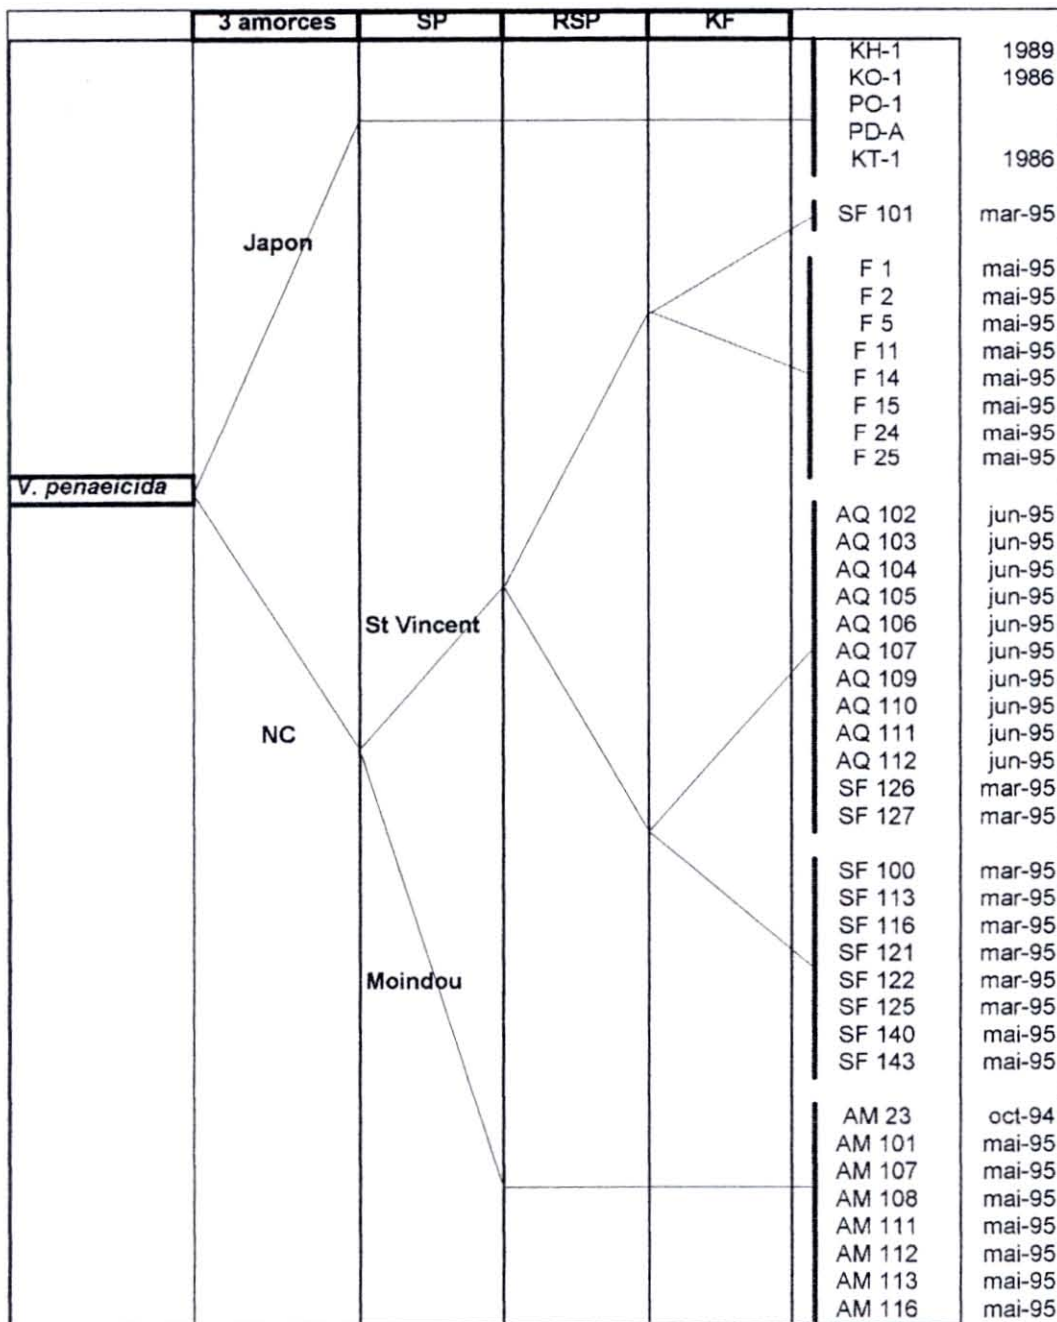 3 amorces SP RSP KF
KH-1 1989
KO-1 1986
PO-1
PD-A
KT-1 1986
SF 101 mar-95
Japon
F 1 mai-95
F 2 mai-95
F 5 mai-95
F 11 mai-95
F 14 mai-95
F 15 mai-95
F 24 mai-95
F 25 mai-95
V. penaeicida
AQ 102 jun-95
AQ 103 jun-95
AQ 104 jun-95
AQ 105 jun-95
St Vincent
AQ 106 jun-95
AQ 107 jun-95
AQ 109 jun-95
AQ 110 jun-95
NC
AQ 111 jun-95
AQ 112 jun-95
SF 126 mar-95
SF 127 mar-95
SF 100 mar-95
SF 113 mar-95
SF 116 mar-95
SF 121 mar-95
Moindou
SF 122 mar-95
SF 125 mar-95
SF 140 mai-95
SF 143 mai-95
AM 23 oct-94
AM 101 mai-95
AM 107 mai-95
AM 108 mai-95
AM 111 mai-95
AM 112 mai-95
AM 113 mai-95
AM 116 mai-95